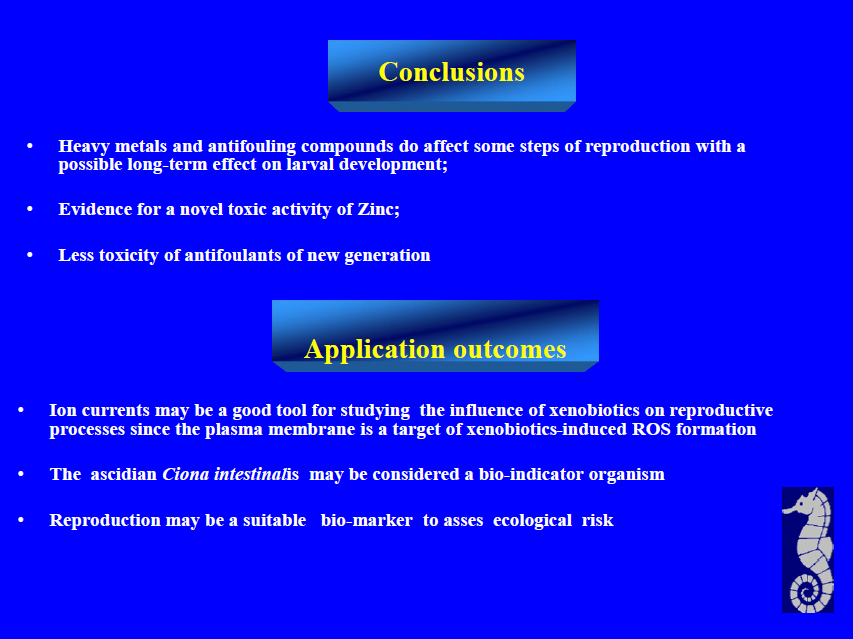 Conclusions
• Heavy metals and antifouling compounds do affect some steps of reproduction with a
possible long-term effect on larval development;
• Evidence for a novel toxic activity of Zinc;
• Less toxicity of antifoulants of new generation
Application outcomes
• Ion currents may be a good tool for studying  the influence of xenobiotics on reproductive
processes since the plasma membrane is a target of xenobiotics-induced ROS formation
• The  ascidian Ciona intestinalis  may be considered a bio-indicator organism
• Reproduction may be a suitable   bio-marker  to asses  ecological  risk